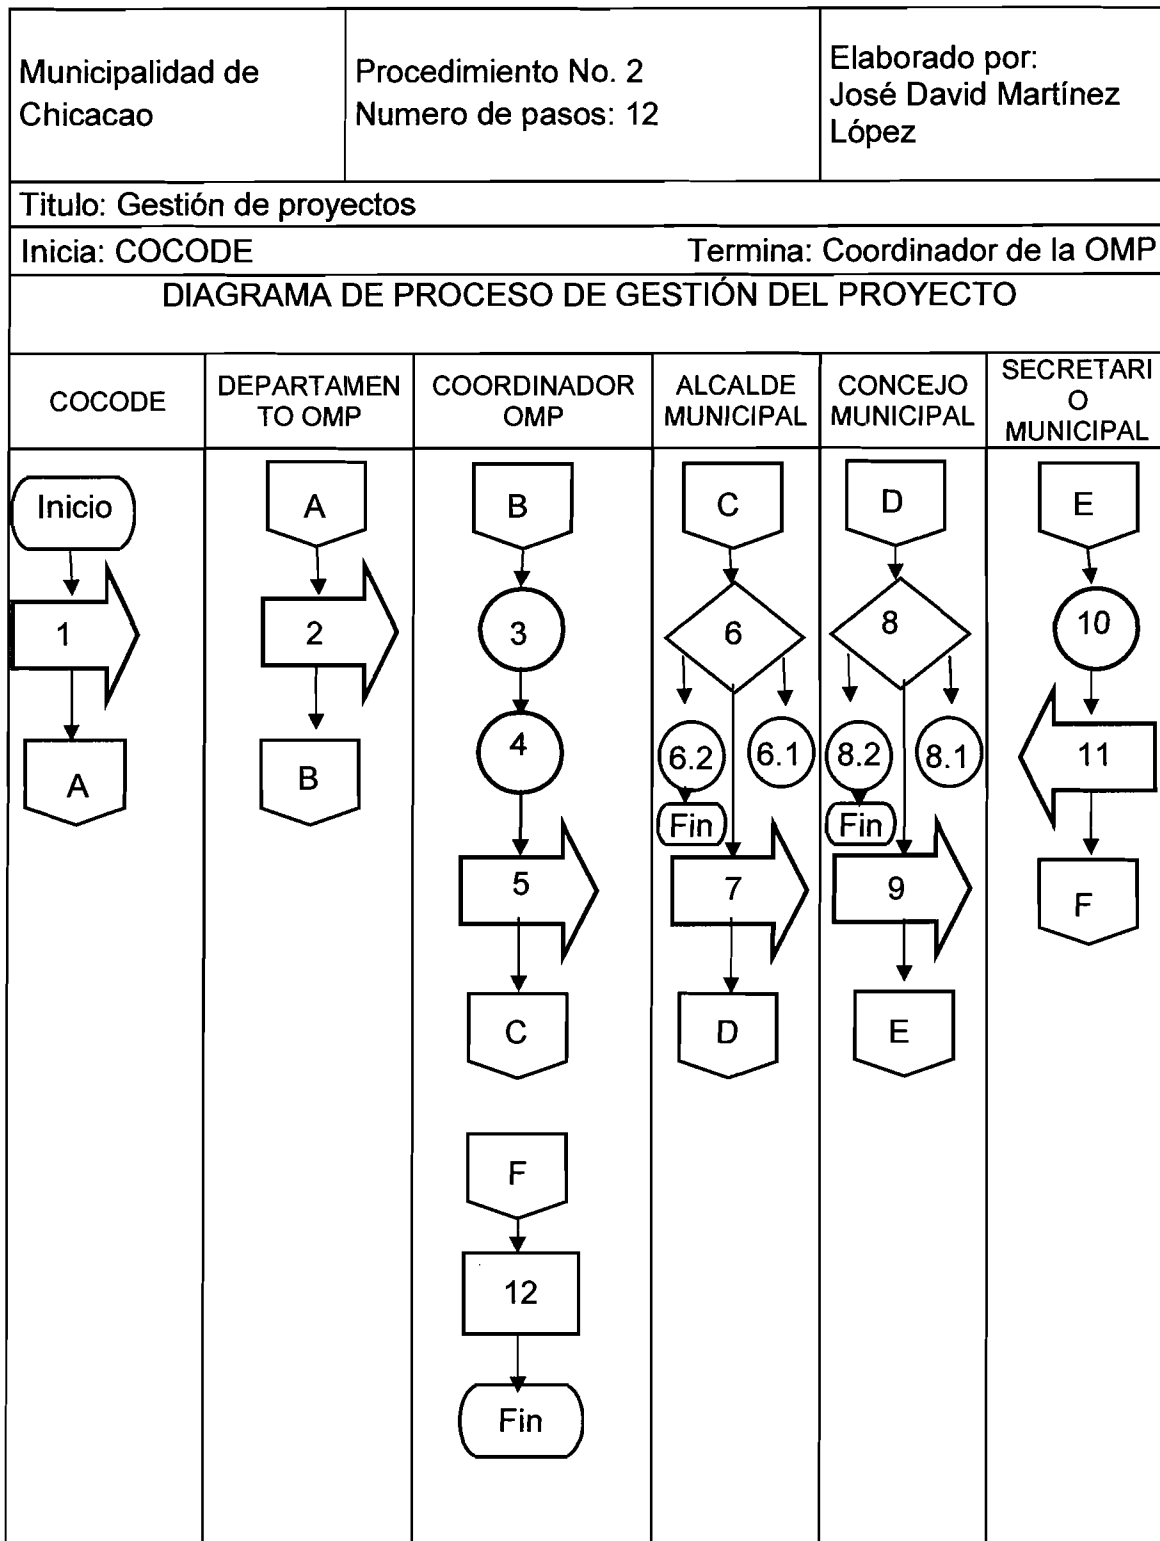 Municipalidad de
Chicacao
Procedimiento No. 2
Numero de pasos: 12
Elaborado por:
José David Martínez
López
Titulo: Gestión de proyectos
Inicia: COCODE
Termina: Coordinador de la OMP
DIAGRAMA DE PROCESO DE GESTIÓN DEL PROYECTO
COCODE
DEPARTAMEN
TO OMP
COORDINADOR
OMP
ALCALDE
MUNICIPAL
CONCEJO
MUNICIPAL
SECRETARI
O
MUNICIPAL
Inicio
1
A
A
2
B
B
3
4
5
C
F
12
Fin
C
6
6.2
6.1
Fin
7
D
D
8
8.2
8.1
Fin
9
E
E
10
11
F